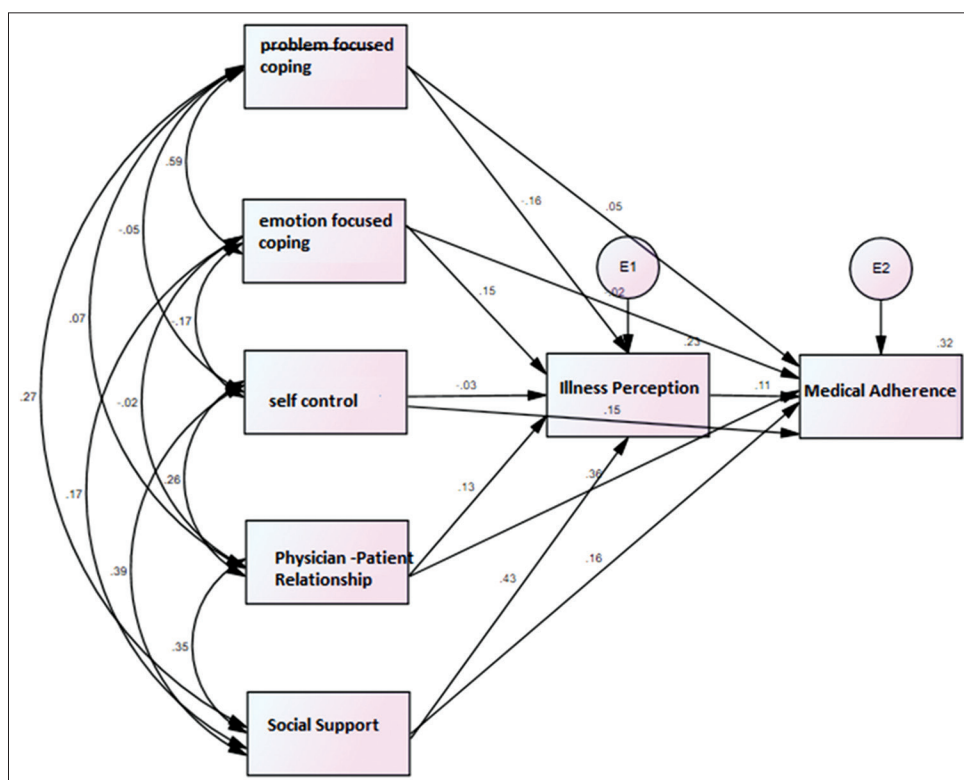 problem focused
coping
.59
-.16
.05
emotion focused
coping
E1
E2
-.05
.15
-.02
.07
-.17
.23
.32
Illness Perception
.11
Medical Adherence
self control
-.03
.15
.27
-.02
.17
.26
.13
.36
Physician -Patient
Relationship
.39
.43
.16
.35
Social Support